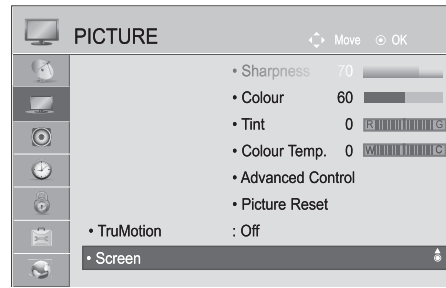 PICTURE Move OK
• Sharpness 70
• Colour 60
• Tint 0 R G
• Colour Temp. 0 W C
• Advanced Control
• Picture Reset
• TruMotion : Off
• Screen